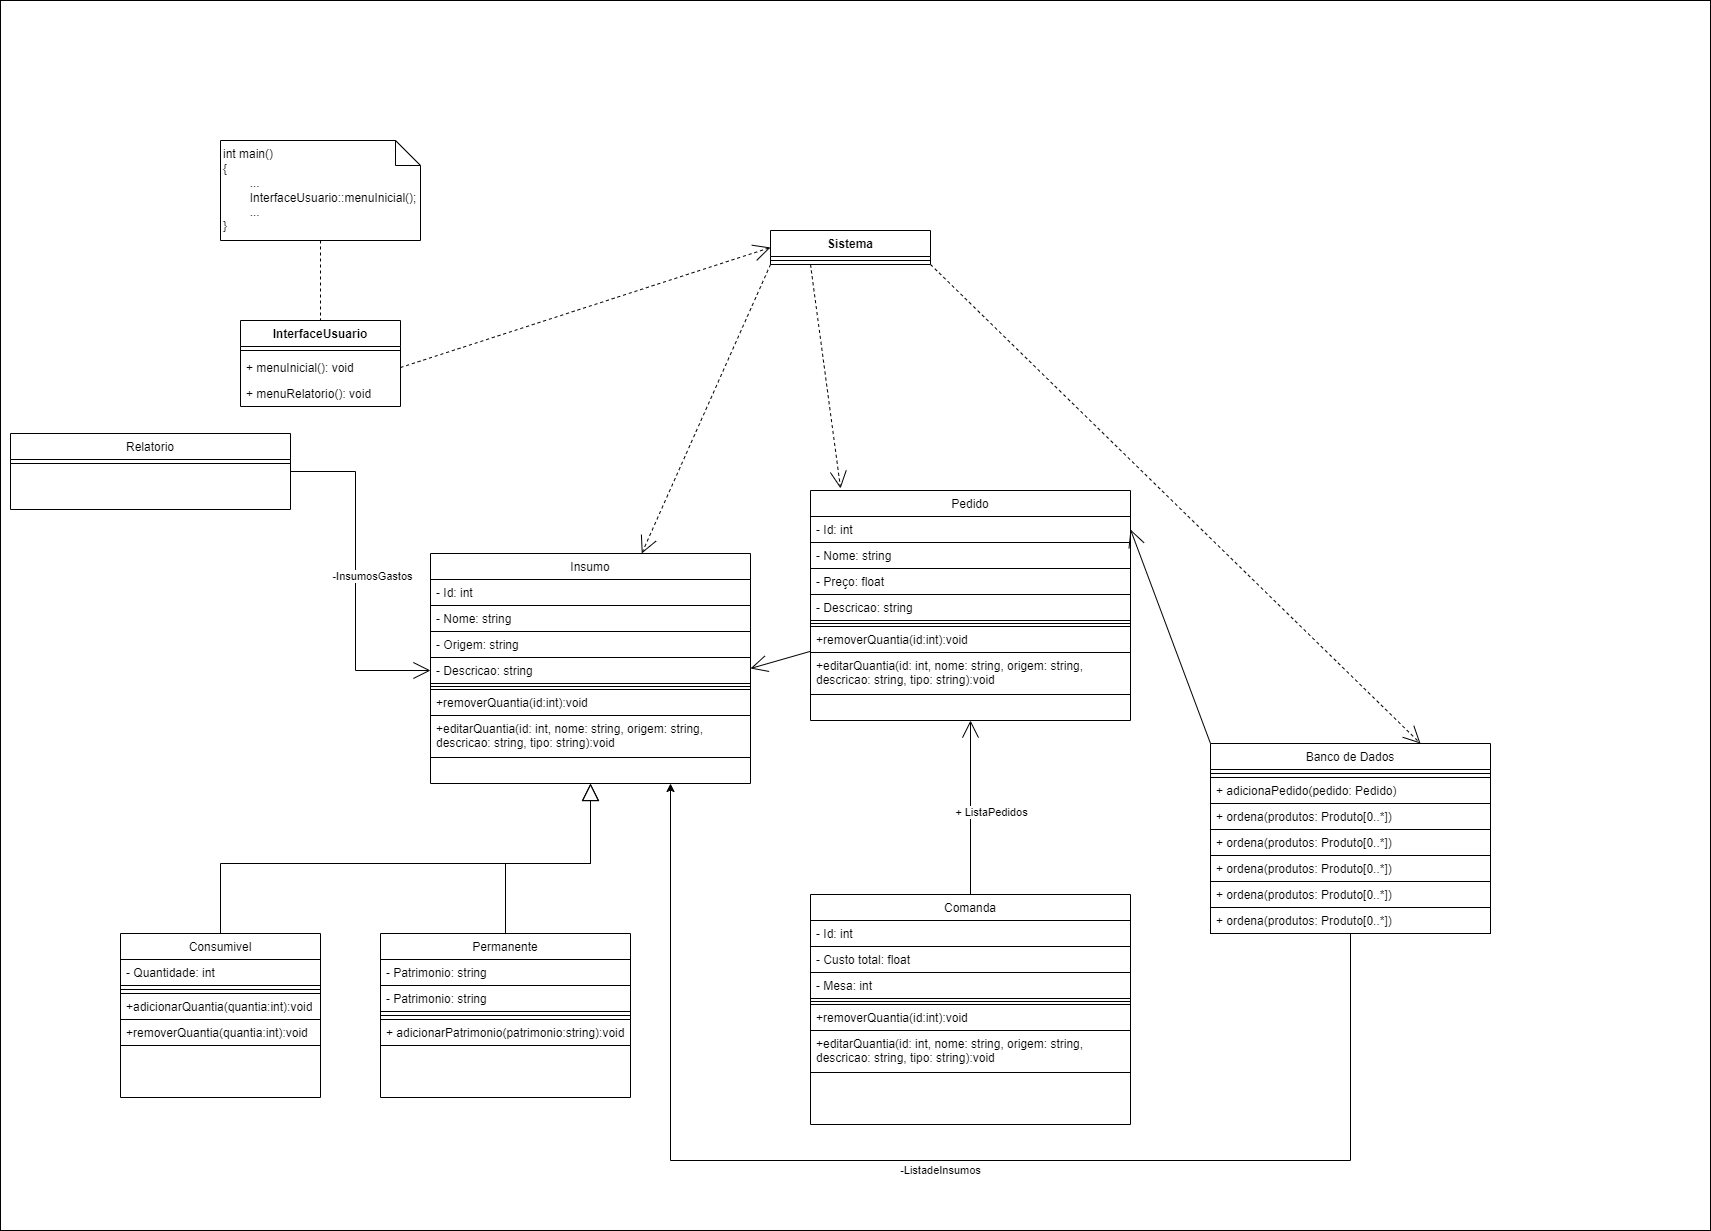 int main()
{
...
InterfaceUsuario::menuInicial();
...
}
Sistema
InterfaceUsuario
+ menuInicial(): void
+ menuRelatorio(): void
Relatorio
-InsumosGastos
Insumo
- Id: int
- Nome: string
- Origem: string
- Descricao: string
+removerQuantia(id:int):void
+editarQuantia(id: int, nome: string, origem: string,
descricao: string, tipo: string):void
Pedido
- Id: int
- Nome: string
- Preço: float
- Descricao: string
+removerQuantia(id:int):void
+editarQuantia(id: int, nome: string, origem: string,
descricao: string, tipo: string):void
Banco de Dados
+ adicionaPedido(pedido: Pedido)
+ ordena(produtos: Produto[0..*])
+ ordena(produtos: Produto[0..*])
+ ordena(produtos: Produto[0..*])
+ ordena(produtos: Produto[0..*])
+ ordena(produtos: Produto[0..*])
+ ListaPedidos
Consumivel
- Quantidade: int
+adicionarQuantia(quantia:int):void
+removerQuantia(quantia:int):void
Permanente
- Patrimonio: string
- Patrimonio: string
+ adicionarPatrimonio(patrimonio:string):void
Comanda
- Id: int
- Custo total: float
- Mesa: int
+removerQuantia(id:int):void
+editarQuantia(id: int, nome: string, origem: string,
descricao: string, tipo: string):void
-ListadeInsumos